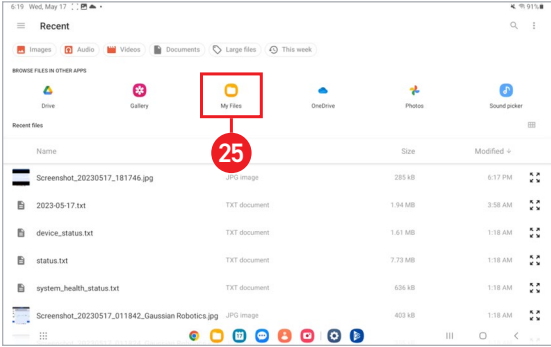 6:19 Wed, May 17
91%
Recent
Images Audio Videos Documents Large files This week
BROWSE FILES IN OTHER APPS
Drive Gallery My Files OneDrive Photos Sound picker
Recent files
25
Name Size Modified
Screenshot_20230517_181746.jpg JPG image 285 kB 6:17 PM
2023-05-17.txt TXT document 1.94 MB 3:58 AM
device_status.txt TXT document 1.61 MB 1:18 AM
status.txt TXT document 7.73 MB 1:18 AM
system_health_status.txt TXT document 636 kB 1:18 AM
Screenshot_20230517_011842_Gaussian Robotics.jpg JPG image 403 kB 1:18 AM